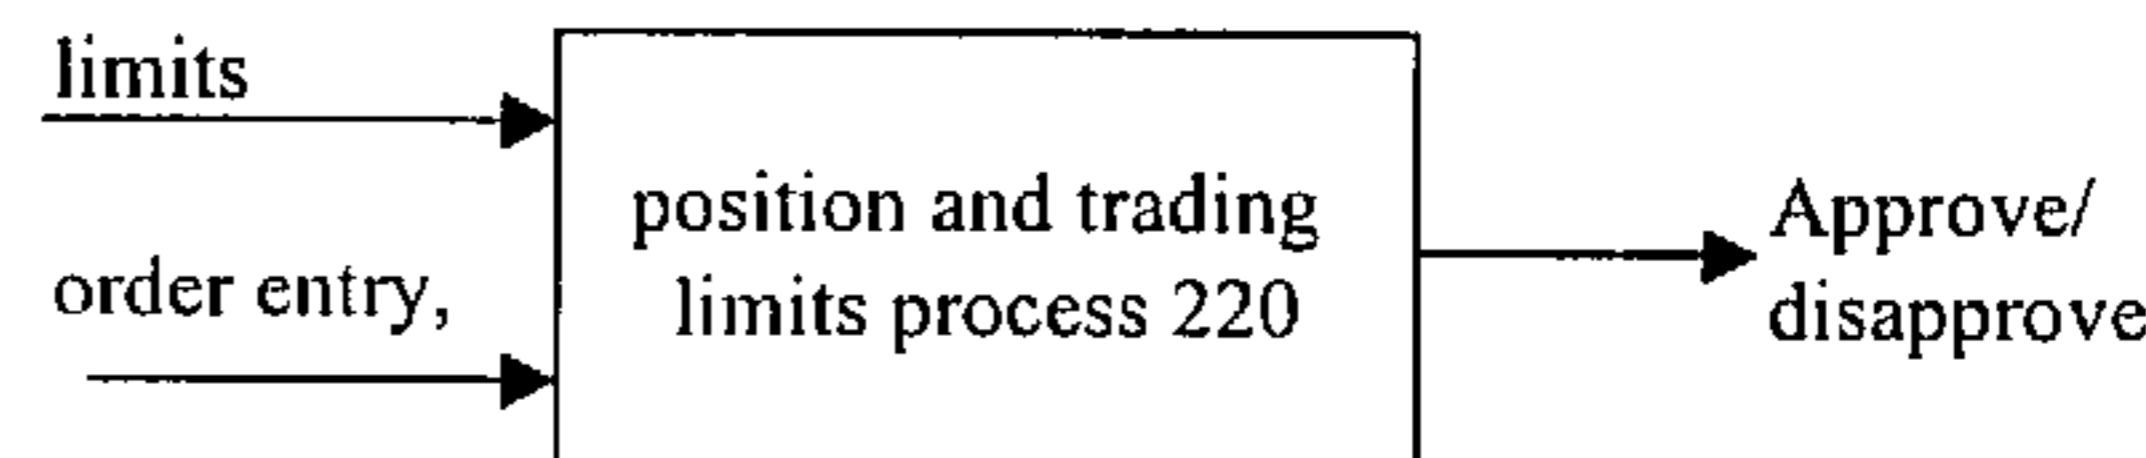 limits
order entry,
position and trading
limits process 220
Approve/
disapprove